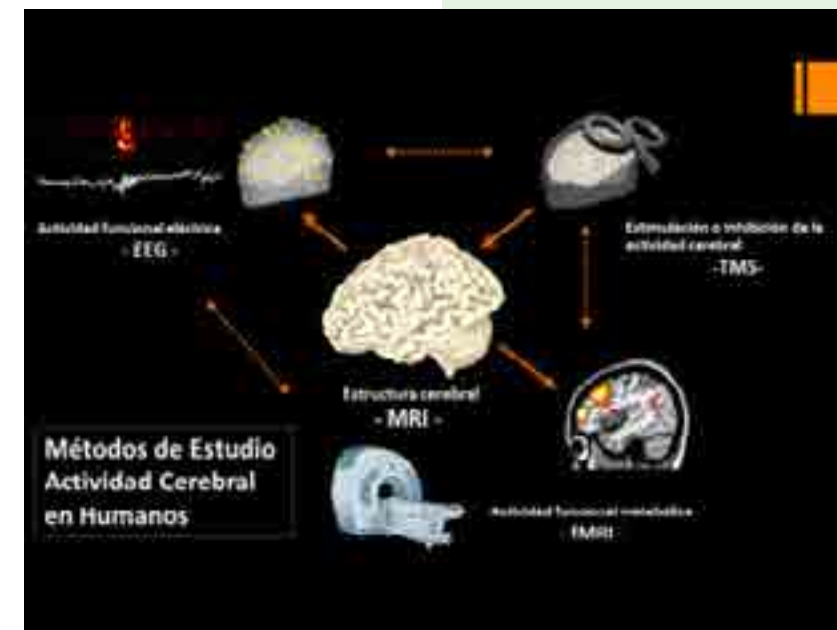 Actividad funcional eléctrica
- EEG -
Estimulación o inhibición de la
actividad cerebral
-TMS-
Estructura cerebral
- MRI -
Métodos de Estudio
Actividad Cerebral
en Humanos
Actividad funcional metabólica
- fMRI -